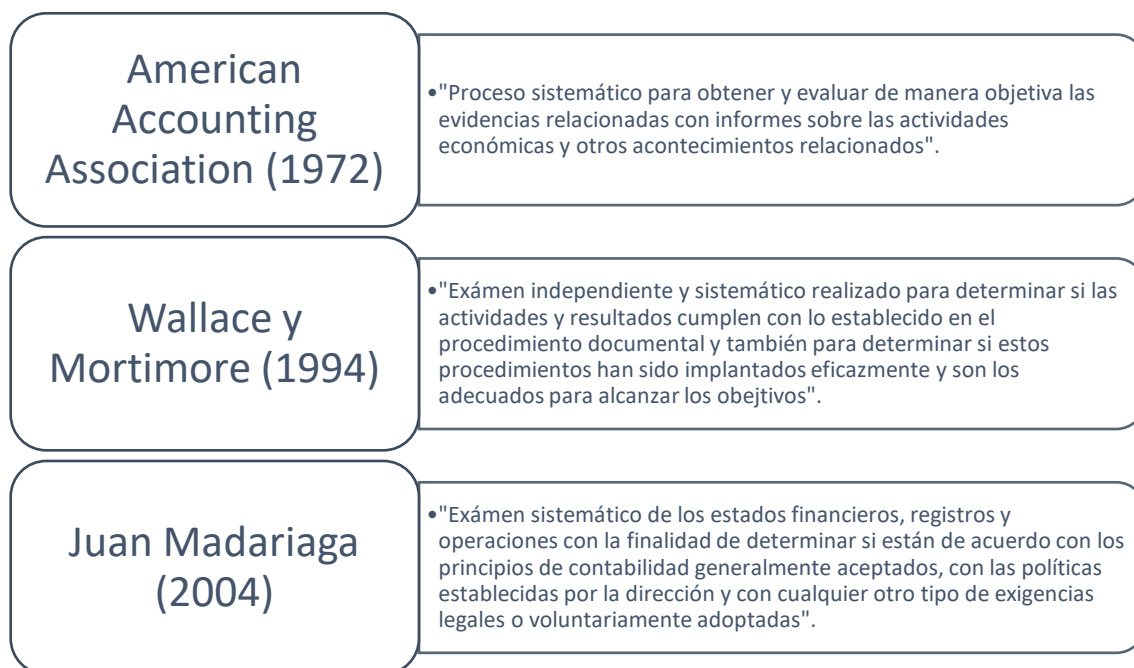 American
Accounting
Association (1972)
•"Proceso sistemático para obtener y evaluar de manera objetiva las
evidencias relacionadas con informes sobre las actividades
económicas y otros acontecimientos relacionados".
Wallace y
Mortimore (1994)
•"Exámen independiente y sistemático realizado para determinar si las
actividades y resultados cumplen con lo establecido en el
procedimiento documental y también para determinar si estos
procedimientos han sido implantados eficazmente y son los
adecuados para alcanzar los obejtivos".
Juan Madariaga
(2004)
•"Exámen sistemático de los estados financieros, registros y
operaciones con la finalidad de determinar si están de acuerdo con los
principios de contabilidad generalmente aceptados, con las políticas
establecidas por la dirección y con cualquier otro tipo de exigencias
legales o voluntariamente adoptadas".